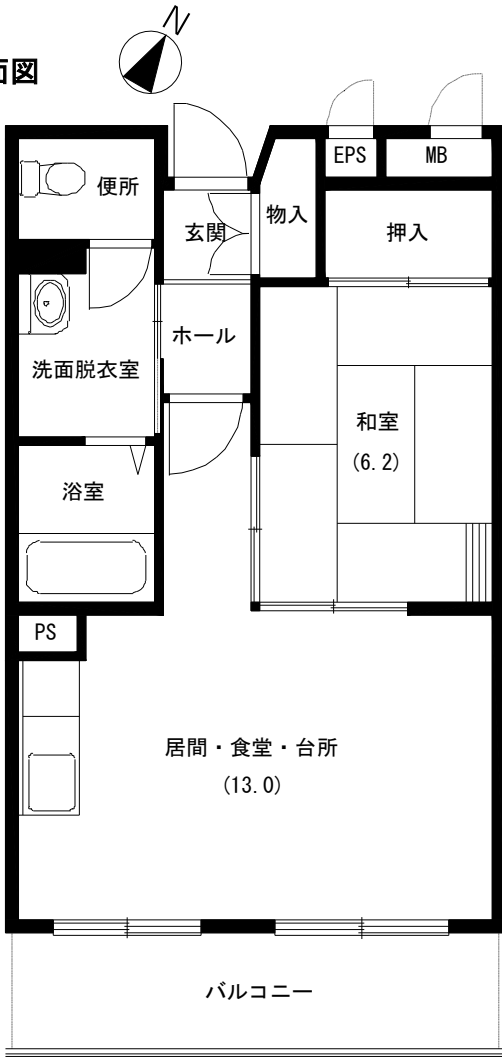 N
面図
EPS
MB
便所
物入
玄関
押入
ホール
洗面脱衣室
和室
(6.2)
浴室
PS
居間・食堂・台所
(13.0)
バルコニー